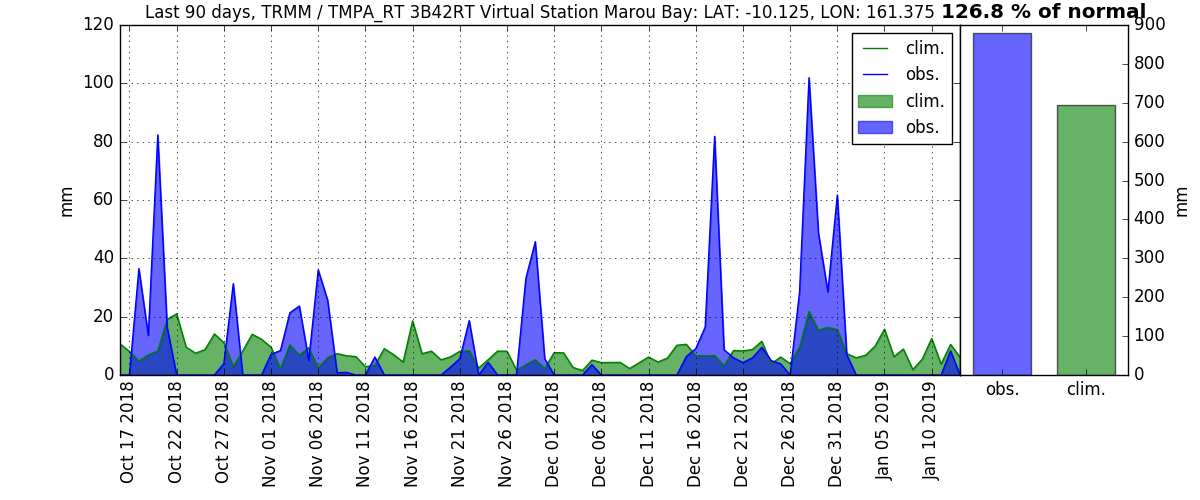 Last 90 days, TRMM / TMPA_RT 3B42RT Virtual Station Marou Bay: LAT: -10.125, LON: 161.375 126.8 % of normal
120
100
80
60
40
20
0
mm
clim.
obs.
clim.
obs.
900
800
700
600
500
400
300
200
100
0
mm
obs.
clim.
Oct 17 2018
Oct 22 2018
Oct 27 2018
Nov 01 2018
Nov 06 2018
Nov 11 2018
Nov 16 2018
Nov 21 2018
Nov 26 2018
Dec 01 2018
Dec 06 2018
Dec 11 2018
Dec 16 2018
Dec 21 2018
Dec 26 2018
Dec 31 2018
Jan 05 2019
Jan 10 2019